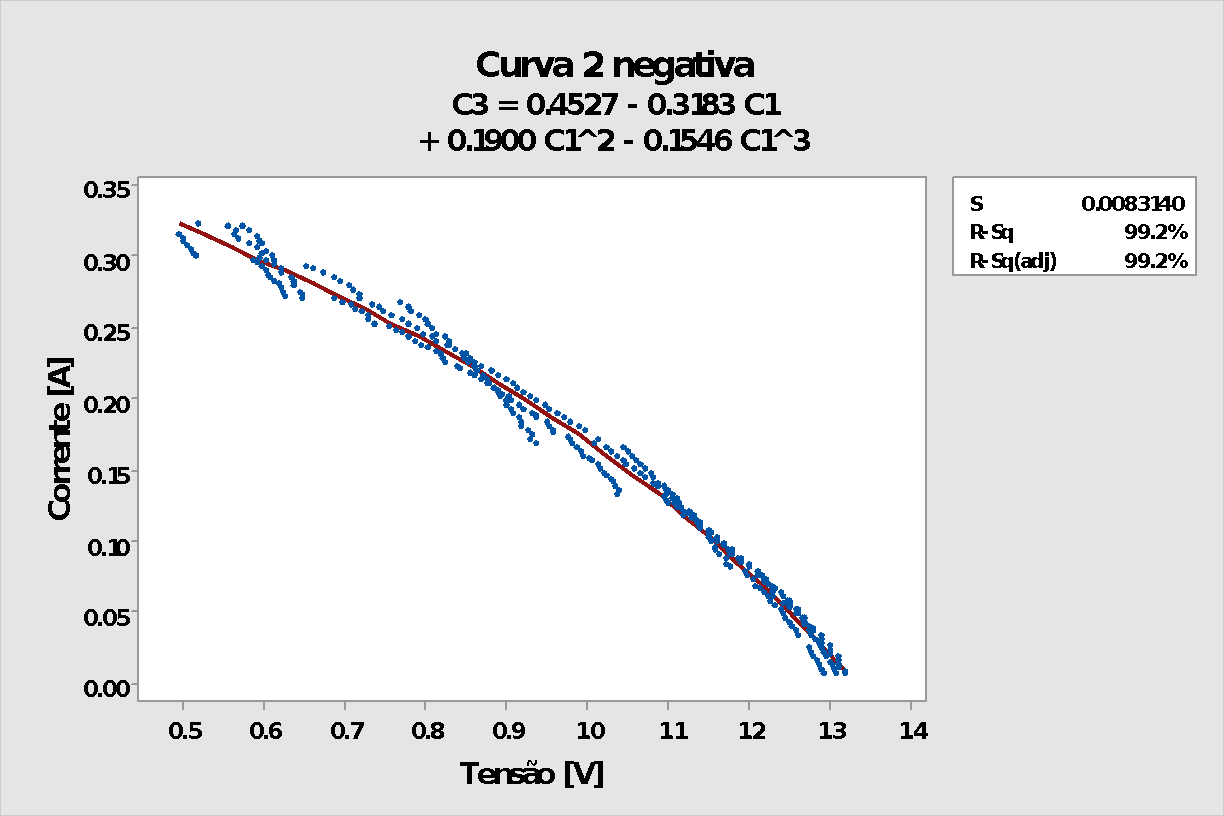 Curva 2 negativa
C3 = 0.4527 - 0.3183 C1
+ 0.1900 C1^2 - 0.1546 C1^3
S 0.0083140
R-Sq 99.2%
R-Sq(adj) 99.2%
0.35
0.30
0.25
0.20
0.15
0.10
0.05
0.00
Corrente [A]
0.5 0.6 0.7 0.8 0.9 10 11 12 13 14
Tensão [V]